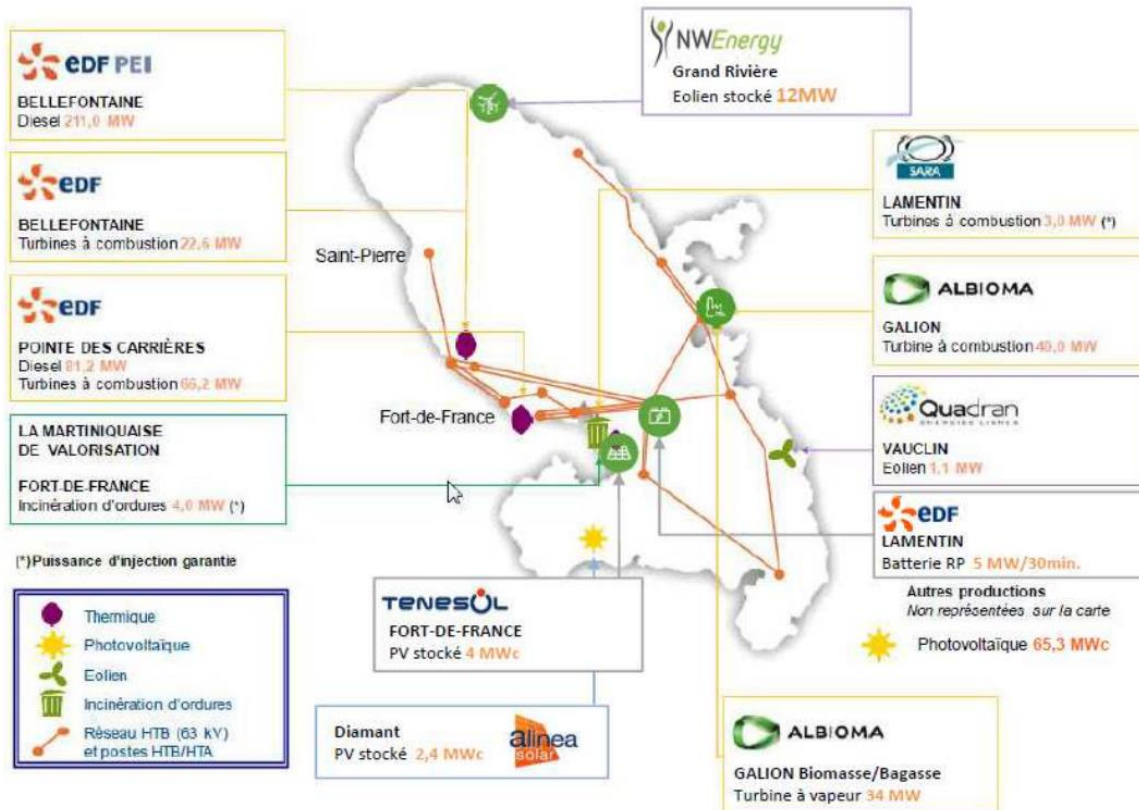 eDF PEI
BELLEFONTAINE
Diesel 211,0 MW
eDF
BELLEFONTAINE
Turbines à combustion 22,6 MW
eDF
POINTE DES CARRIÈRES
Diesel 81,2 MW
Turbines à combustion 66,2 MW
LA MARTINIQUAISE
DE VALORISATION
FORT-DE-FRANCE
Incinération d'ordures 4,0 MW (*)
(*)Puissance d'injection garantie
Thermique
Photovoltaïque
Eolien
Incinération d'ordures
Réseau HTB (63 kV)
et postes HTB/HTA
Saint-Pierre
Fort-de-France
NWEnergy
Grand Rivière
Eolien stocké 12MW
SARA
LAMENTIN
Turbines à combustion 3,0 MW (*)
ALBIOMA
GALION
Turbine à combustion 40,0 MW
Quadran
ENERGIES LIBRES
VAUCLIN
Eolien 1,1 MW
eDF
LAMENTIN
Batterie RP 5 MW/30min.
Autres productions
Non représentées sur la carte
Photovoltaïque 65,3 MWc
TENESOL
FORT-DE-FRANCE
PV stocké 4 MWc
Diamant
PV stocké 2,4 MWc
alinea
solar
ALBIOMA
GALION Biomasse/Bagasse
Turbine à vapeur 34 MW